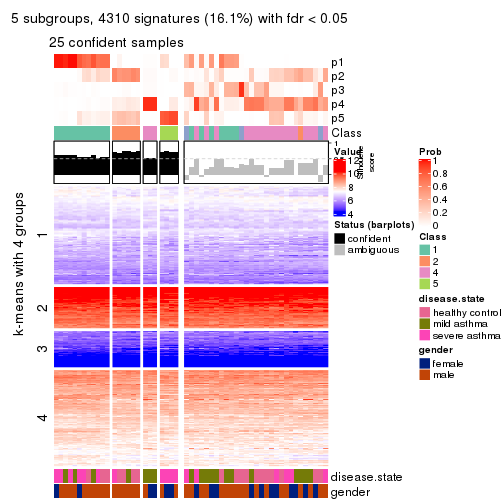 5 subgroups, 4310 signatures (16.1%) with fdr < 0.05
25 confident samples
p1
p2
p3
p4
p5
Class
1
Value
12
10
8
6
4
Silhouette
score
Status (barplots)
confident
ambiguous
Prob
1
0.8
0.6
0.4
0.2
0
Class
1
2
4
5
disease.state
healthy control
mild asthma
severe asthma
gender
female
male
k-means with 4 groups
1
2
3
4
disease.state
gender